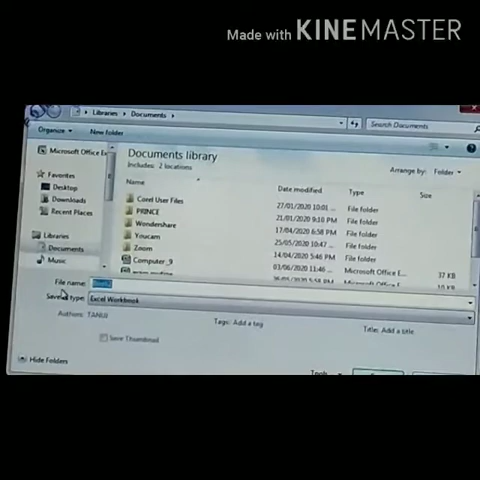 Made with KINEMASTER
Libraries ▸ Documents ▸
Search Documents
Organize ▾ New folder
Microsoft Office Ex
Documents library
Includes: 2 locations
Arrange by: Folder ▾
Name Date modified Type Size
Favorites
Desktop
Downloads
Recent Places
Libraries
Documents
Music
Corel User Files 27/01/2020 10:01 ... File folder
PRINCE 21/01/2020 9:18 PM File folder
Wondershare 17/04/2020 6:58 PM File folder
Youcam 25/05/2020 10:47 ... File folder
Znom 14/04/2020 5:46 PM File folder
Computer_9 03/06/2020 11:46 ... Microsoft Office E... 37 KB
Microsoft Office E... 10 KB
File name:
Save as type: Excel Workbook
Authors: Tags: Add a tag Title: Add a title
Save Thumbnail
Hide Folders
Tools